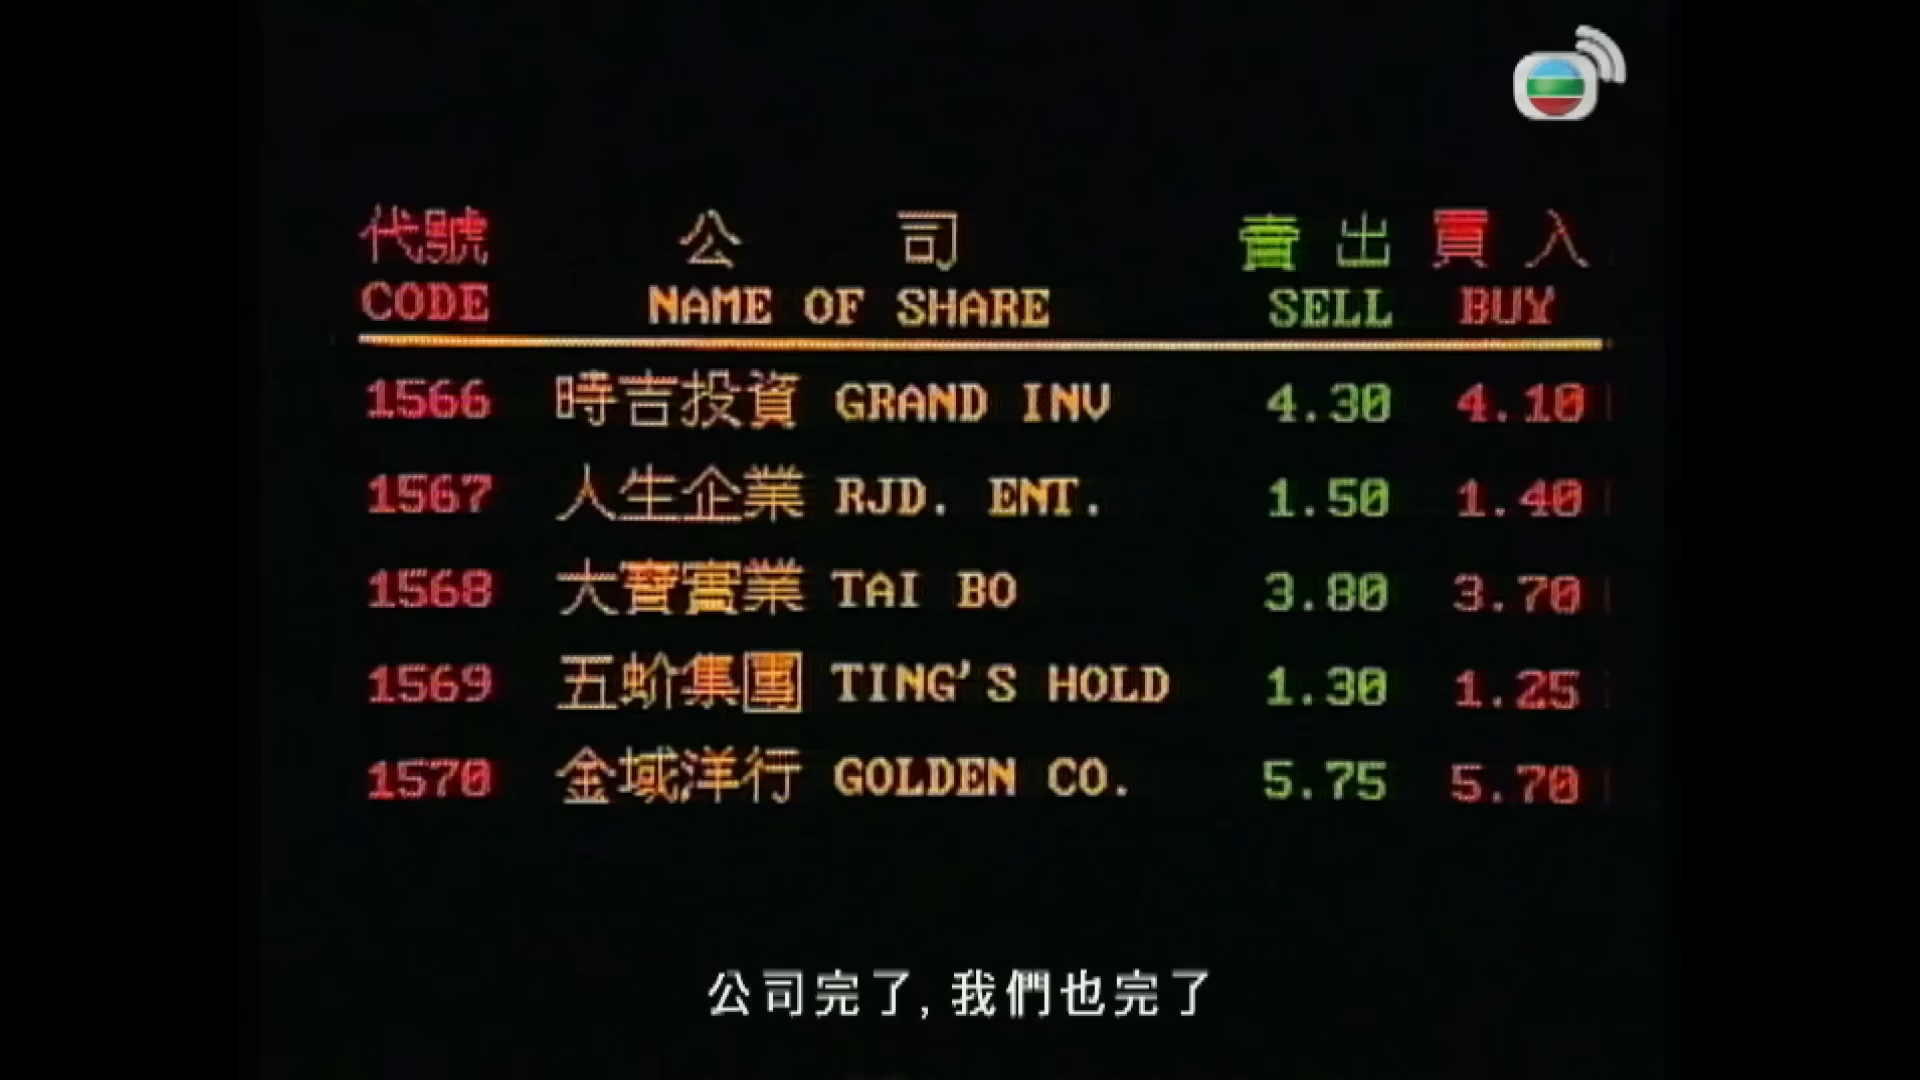 代號 公司 賣出 買入
CODE NAME OF SHARE SELL BUY
1566 時吉投資 GRAND INV 4.30 4.10
1567 人生企業 RJD. ENT. 1.50 1.40
1568 大寶實業 TAI BO 3.80 3.70
1569 五蚧集團 TING'S HOLD 1.30 1.25
1570 金域洋行 GOLDEN CO. 5.75 5.70
公司完了, 我們也完了